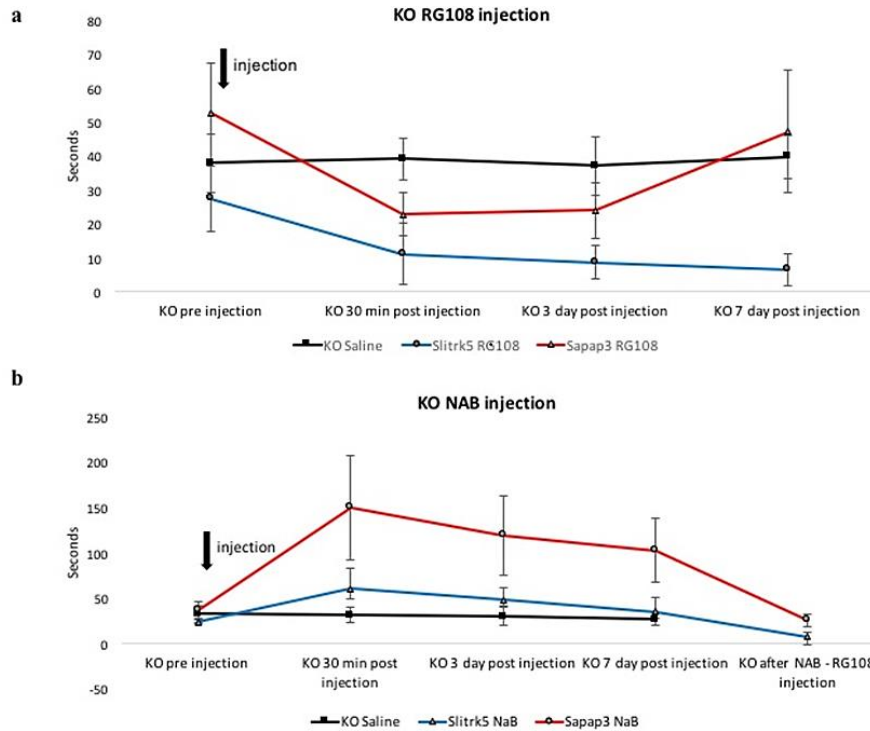 a
KO RG108 injection
80
70
60
50
40
30
20
10
0
Seconds
injection
KO pre injection
KO 30 min post injection
KO 3 day post injection
KO 7 day post injection
KO Saline
Slitrk5 RG108
Sapap3 RG108
b
KO NAB injection
250
200
150
100
50
0
-50
Seconds
injection
KO pre injection
KO 30 min post
injection
KO 3 day post injection
KO 7 day post injection
KO after NAB - RG108
injection
KO Saline
Slitrk5 NaB
Sapap3 NaB